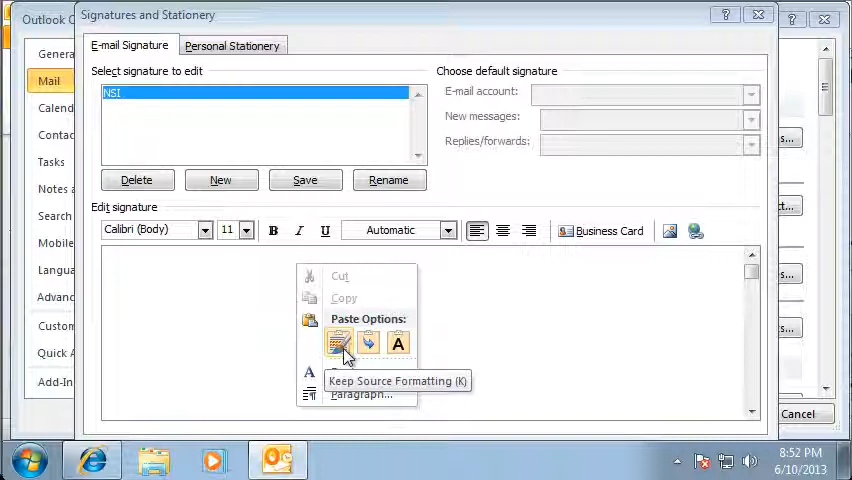 Outlook O
Signatures and Stationery
E-mail Signature
Personal Stationery
Select signature to edit
Choose default signature
NSI
E-mail account:
New messages:
Replies/forwards:
Delete
New
Save
Rename
Edit signature
Calibri (Body)
11
B
I
U
Automatic
Business Card
Cut
Copy
Paste Options:
A
A
Keep Source Formatting (K)
Paragraph...
Genera
Mail
Calend
Contac
Tasks
Notes a
Search
Mobile
Langua
Advanc
Custom
Quick A
Add-In
s...
ct...
s...
s...
Cancel
8:52 PM
6/10/2013